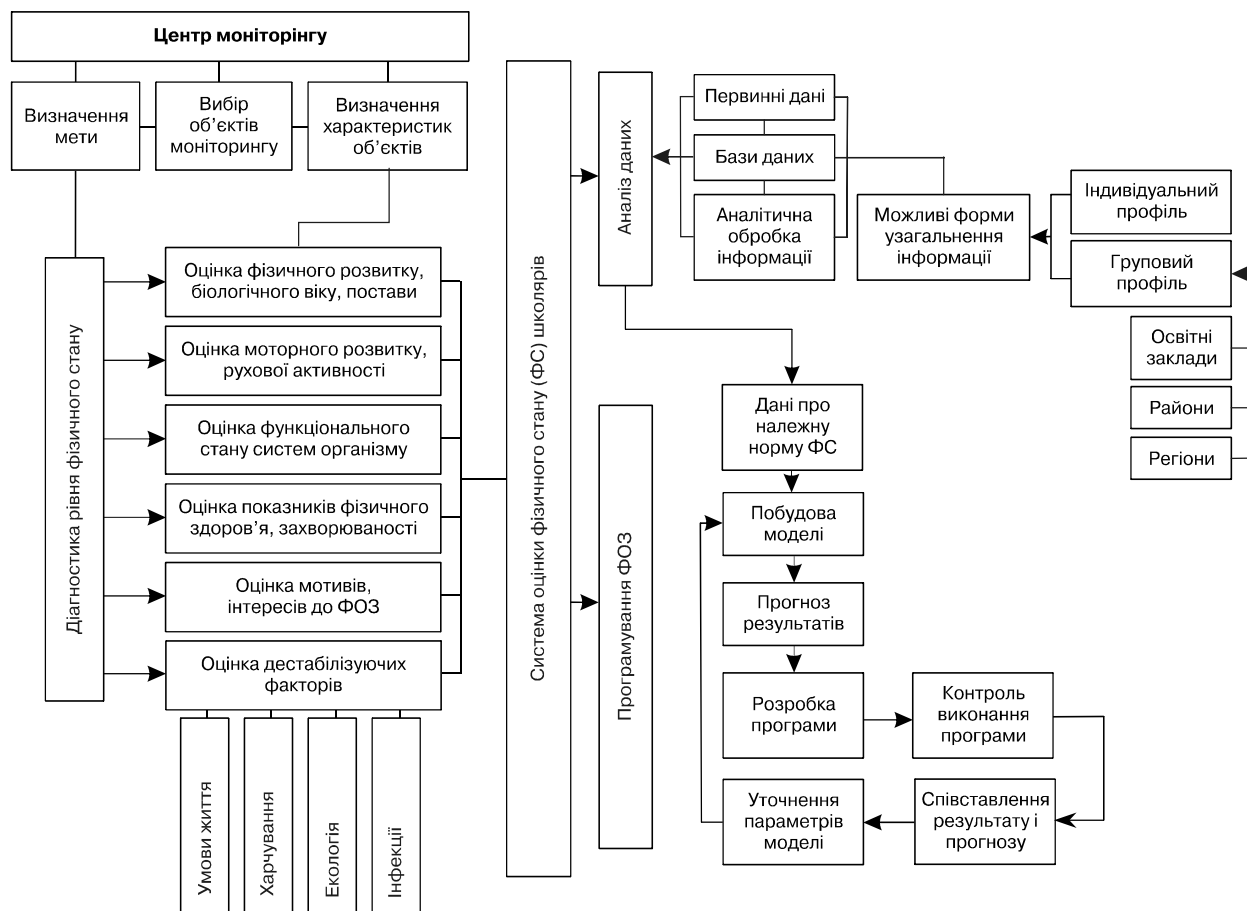 Центр моніторінгу
Визначення
мети
Вибір
об’єктів
моніторингу
Визначення
характеристик
об’єктів
Діагностика рівня фізичного стану
Оцінка фізичного розвитку,
біологічного віку, постави
Оцінка моторного розвитку,
рухової активності
Оцінка функціонального
стану систем організму
Оцінка показників фізичного
здоров’я, захворюваності
Оцінка мотивів,
інтересів до ФОЗ
Оцінка дестабілізуючих
факторів
Умови життя
Харчування
Екологія
Інфекції
Система оцінки фізичного стану (ФС) школярів
Аналіз даних
Програмування ФОЗ
Первинні дані
Бази даних
Аналітична
обробка
інформації
Можливі форми
узагальнення
інформації
Індивідуальний
профіль
Груповий
профіль
Освітні
заклади
Райони
Регіони
Дані про
належну
норму ФС
Побудова
моделі
Прогноз
результатів
Розробка
програми
Контроль
виконання
програми
Співставлення
результату і
прогнозу
Уточнення
параметрів
моделі